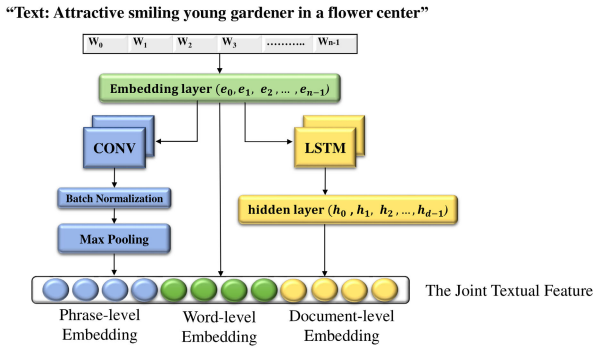 “Text: Attractive smiling young gardener in a flower center”
W0 W1 W2 W3 ……….. Wn-1
Embedding layer (e0,e1, e2 ,… ,en−1)
CONV LSTM
Batch Normalization
hidden layer (h0 ,h1, h2 ,…,hd−1)
Max Pooling
The Joint Textual Feature
Phrase-level
Embedding
Word-level
Embedding
Document-level
Embedding